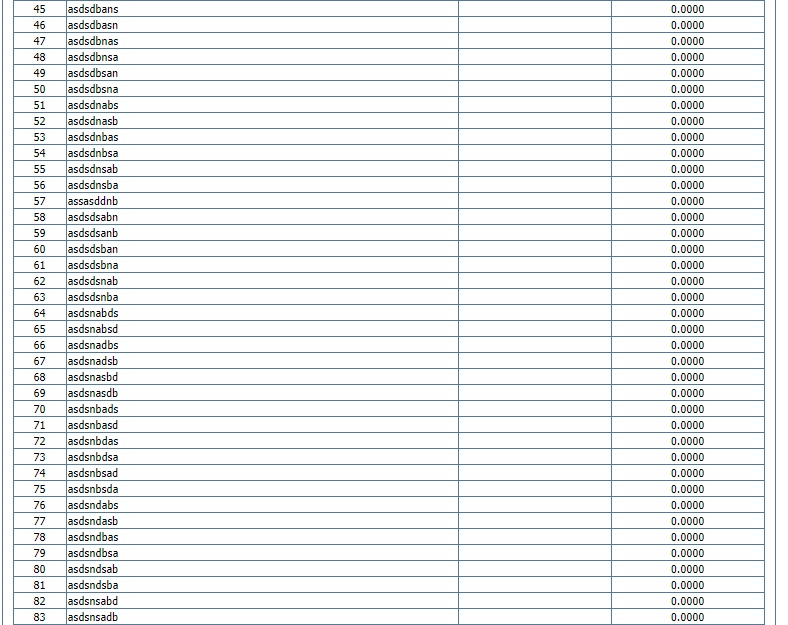 45 asdsdbans 0.0000
46 asdsdbasn 0.0000
47 asdsdbnas 0.0000
48 asdsdbnsa 0.0000
49 asdsdbsan 0.0000
50 asdsdbsna 0.0000
51 asdsdnabs 0.0000
52 asdsdnasb 0.0000
53 asdsdnbas 0.0000
54 asdsdnbsa 0.0000
55 asdsdnsab 0.0000
56 asdsdnsba 0.0000
57 assasddnb 0.0000
58 asdsdsabn 0.0000
59 asdsdsanb 0.0000
60 asdsdsban 0.0000
61 asdsdsbna 0.0000
62 asdsdsnab 0.0000
63 asdsdsnba 0.0000
64 asdsnabds 0.0000
65 asdsnabsd 0.0000
66 asdsnadbs 0.0000
67 asdsnadsb 0.0000
68 asdsnasbd 0.0000
69 asdsnasdb 0.0000
70 asdsnbads 0.0000
71 asdsnbasd 0.0000
72 asdsnbdas 0.0000
73 asdsnbdsa 0.0000
74 asdsnbsad 0.0000
75 asdsnbsda 0.0000
76 asdsndabs 0.0000
77 asdsndasb 0.0000
78 asdsndbas 0.0000
79 asdsndbsa 0.0000
80 asdsndsab 0.0000
81 asdsndsba 0.0000
82 asdsnsabd 0.0000
83 asdsnsadb 0.0000